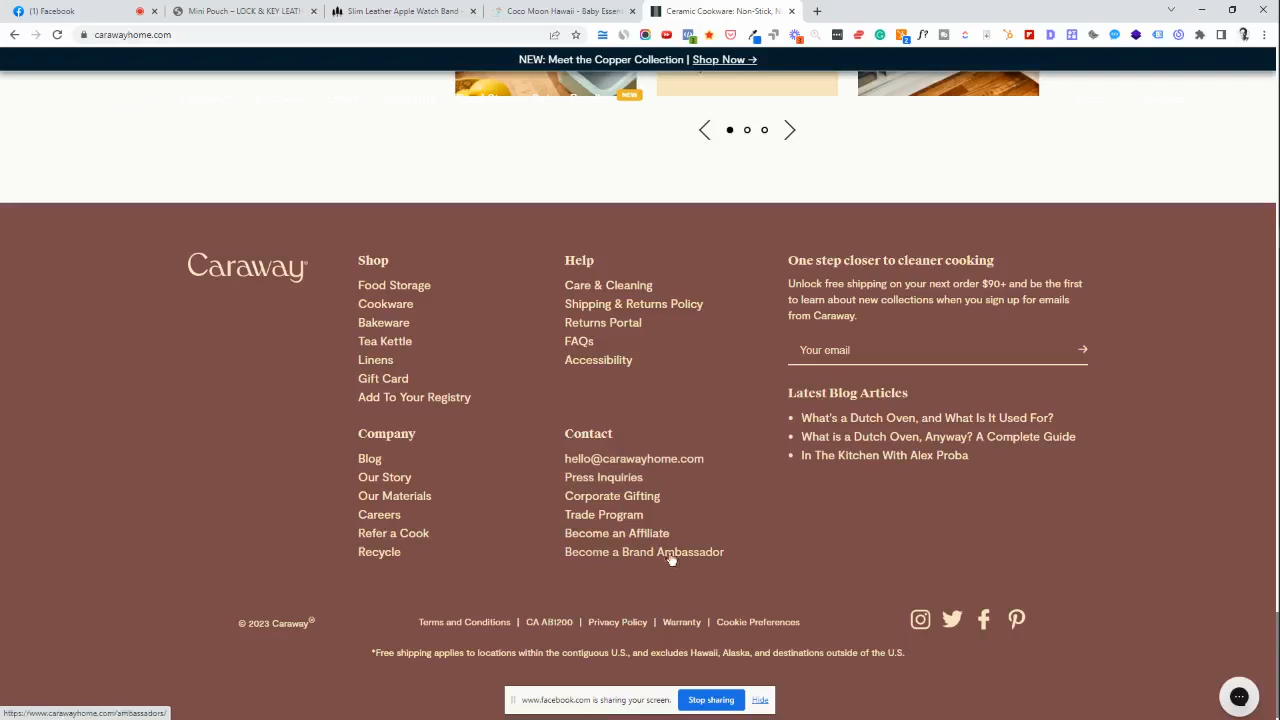 (1) Facebook
Mini Pouch – LOCK & KEY LEATH
Slim Leather Apple Watch Band -
Coco Moon Hawaii - Baby Essent
Ceramic Cookware: Non-Stick, N
carawayhome.com
NEW: Meet the Copper Collection | Shop Now →
NEW
Caraway®
Shop
Food Storage
Cookware
Bakeware
Tea Kettle
Linens
Gift Card
Add To Your Registry
Help
Care & Cleaning
Shipping & Returns Policy
Returns Portal
FAQs
Accessibility
One step closer to cleaner cooking
Unlock free shipping on your next order $90+ and be the first
to learn about new collections when you sign up for emails
from Caraway.
Your email
Company
Blog
Our Story
Our Materials
Careers
Refer a Cook
Recycle
Contact
hello@carawayhome.com
Press Inquiries
Corporate Gifting
Trade Program
Become an Affiliate
Become a Brand Ambassador
Latest Blog Articles
• What's a Dutch Oven, and What Is It Used For?
• What is a Dutch Oven, Anyway? A Complete Guide
• In The Kitchen With Alex Proba
© 2023 Caraway®
Terms and Conditions | CA AB1200 | Privacy Policy | Warranty | Cookie Preferences
*Free shipping applies to locations within the contiguous U.S., and excludes Hawaii, Alaska, and destinations outside of the U.S.
www.facebook.com is sharing your screen. Stop sharing Hide
https://www.carawayhome.com/ambassadors/